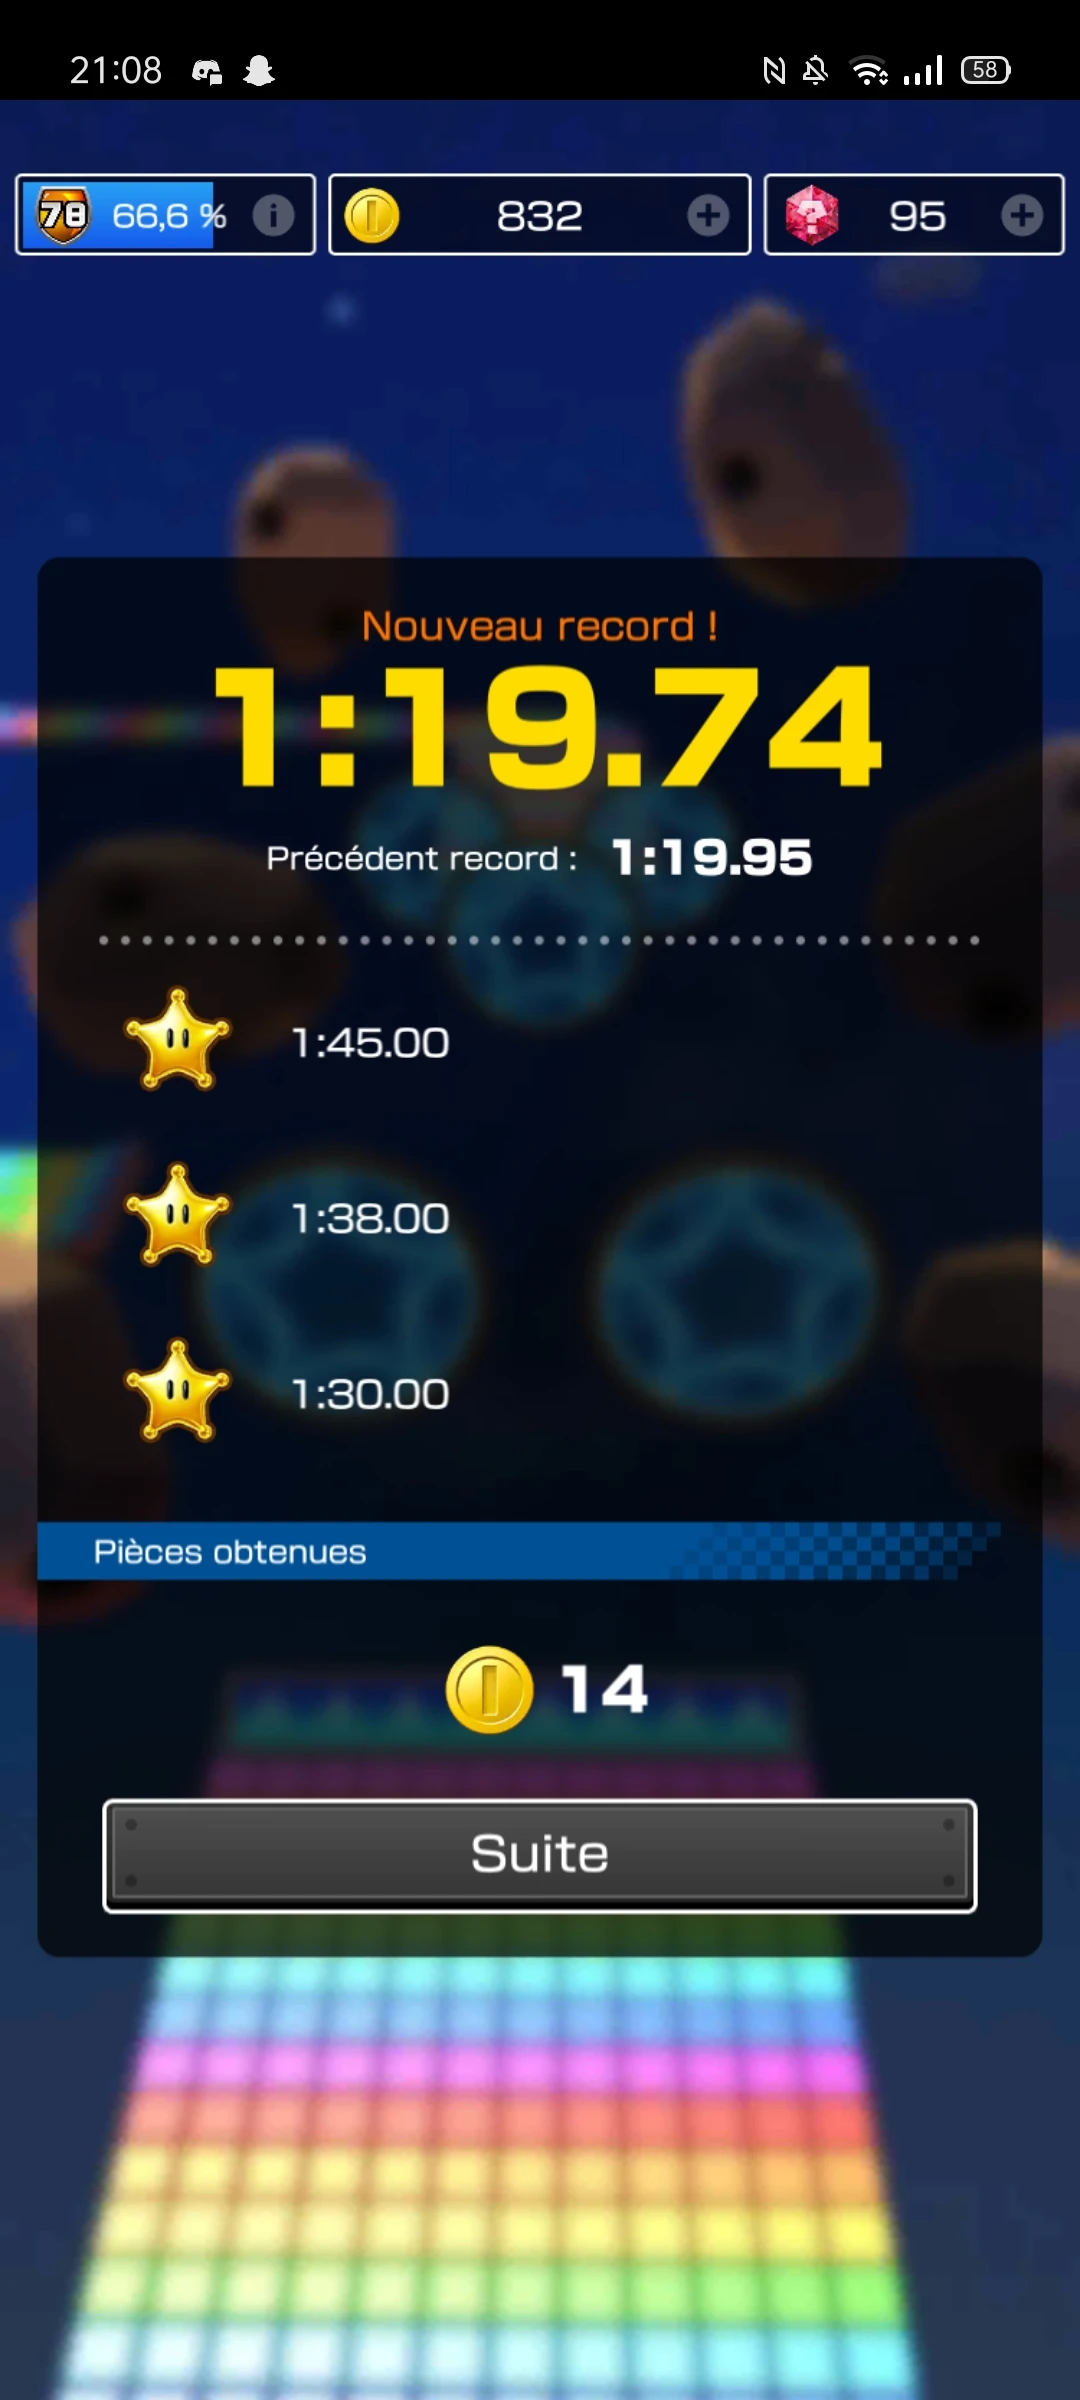 21:08 58
78 66,6 % i 832 + 95 +
Nouveau record !
1:19.74
Précédent record : 1:19.95
1:45.00
1:38.00
1:30.00
Pièces obtenues
14
Suite